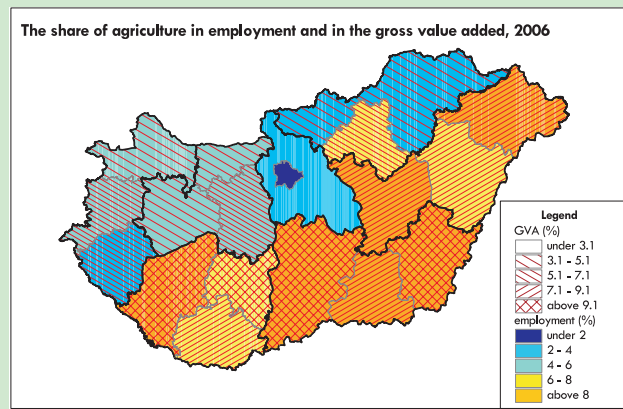 The share of agriculture in employment and in the gross value added, 2006
Legend
GVA (%)
under 3.1
3.1 - 5.1
5.1 - 7.1
7.1 - 9.1
above 9.1
employment (%)
under 2
2 - 4
4 - 6
6 - 8
above 8